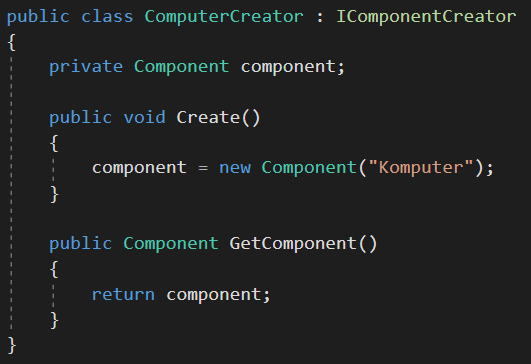 public class ComputerCreator : IComponentCreator
{
    private Component component;
    public void Create()
    {
        component = new Component("Komputer");
    }
    public Component GetComponent()
    {
        return component;
    }
}